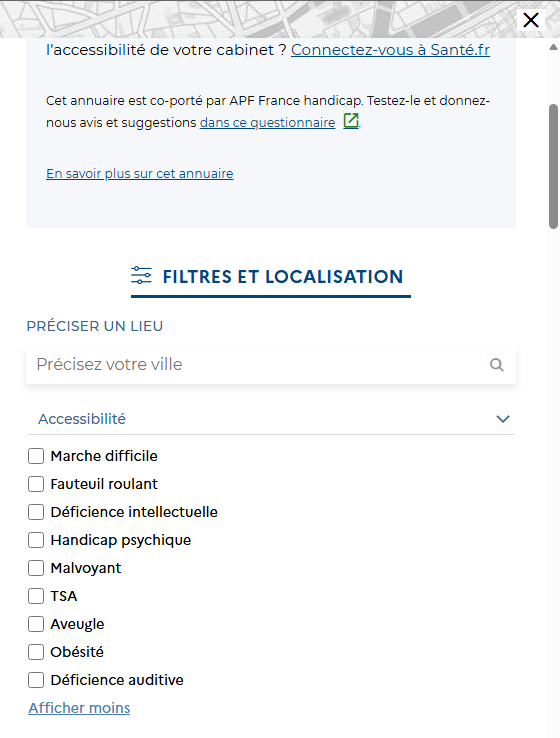 l'accessibilité de votre cabinet ? Connectez-vous à Santé.fr
Cet annuaire est co-porté par APF France handicap. Testez-le et donnez-
nous avis et suggestions dans ce questionnaire
En savoir plus sur cet annuaire
FILTRES ET LOCALISATION
PRÉCISER UN LIEU
Précisez votre ville
Accessibilité
Marche difficile
Fauteuil roulant
Déficience intellectuelle
Handicap psychique
Malvoyant
TSA
Aveugle
Obésité
Déficience auditive
Afficher moins